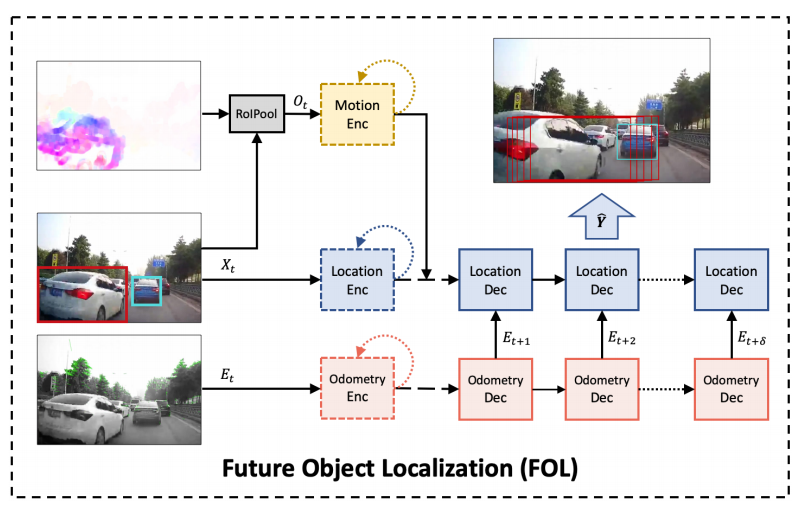 RoIPool
O_t
Motion
Enc
X_t
Location
Enc
Ŷ
Location
Dec
Location
Dec
Location
Dec
E_{t+1}
E_{t+2}
E_{t+δ}
E_t
Odometry
Enc
Odometry
Dec
Odometry
Dec
Odometry
Dec
Future Object Localization (FOL)